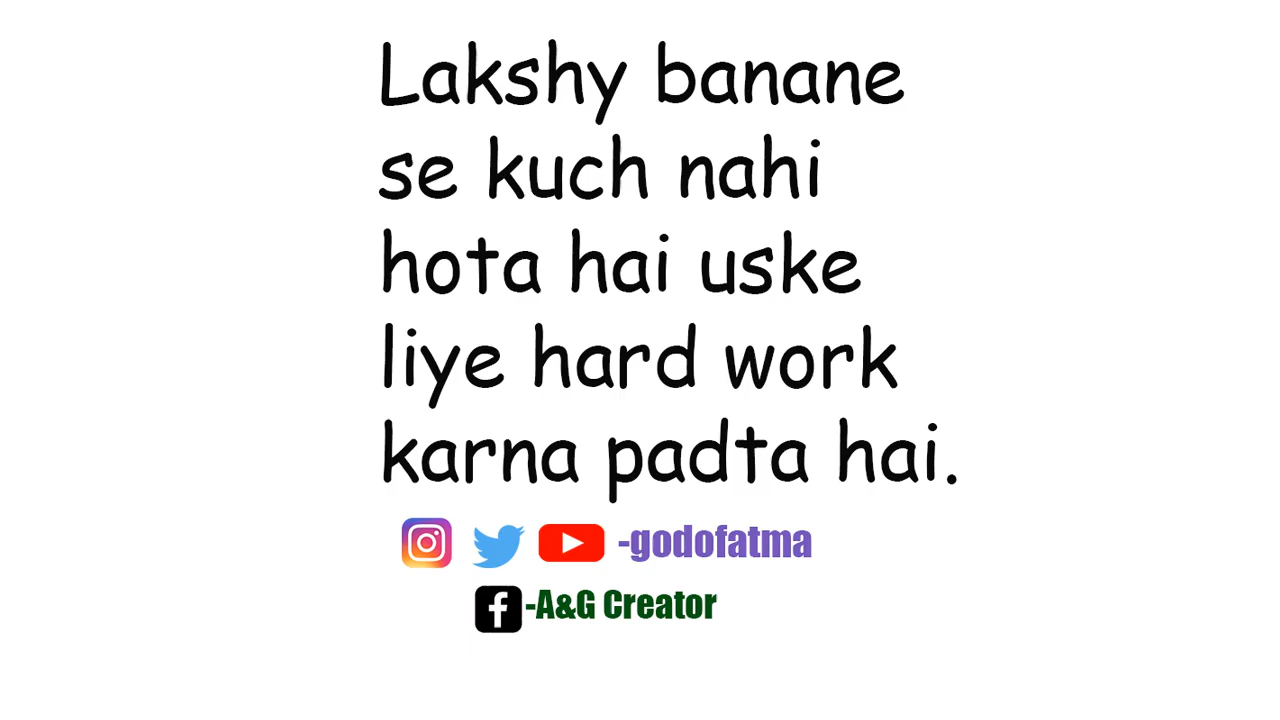 Lakshy banane
se kuch nahi
hota hai uske
liye hard work
karna padta hai.
-godofatma
-A&G Creator